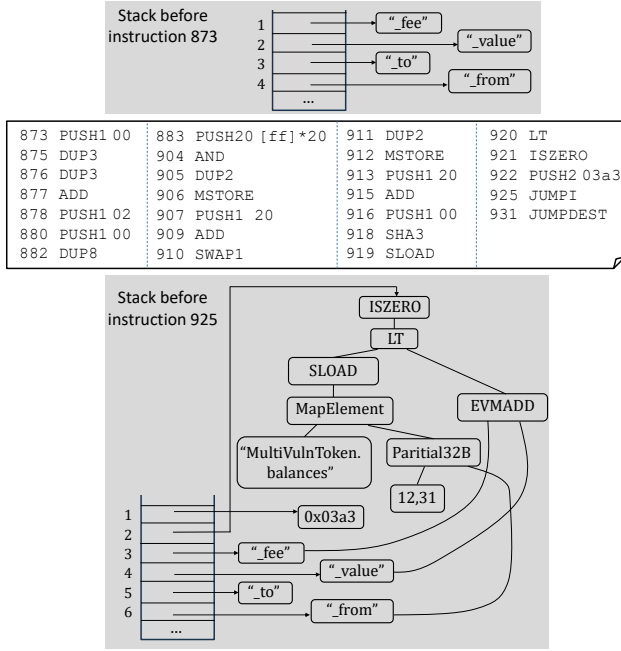 Stack before
instruction 873
1
2
3
4
...
"_fee"
"_value"
"_to"
"_from"
873 PUSH1 00
875 DUP3
876 DUP3
877 ADD
878 PUSH1 02
880 PUSH1 00
882 DUP8
883 PUSH20 [ff]*20
904 AND
905 DUP2
906 MSTORE
907 PUSH1 20
909 ADD
910 SWAP1
911 DUP2
912 MSTORE
913 PUSH1 20
915 ADD
916 PUSH1 00
918 SHA3
919 SLOAD
920 LT
921 ISZERO
922 PUSH2 03a3
925 JUMPI
931 JUMPDEST
Stack before
instruction 925
ISZERO
LT
SLOAD
MapElement
EVMADD
"MultiVulnToken.
balances"
Paritial32B
12,31
1
2
3
4
5
6
...
0x03a3
"_fee"
"_value"
"_to"
"_from"